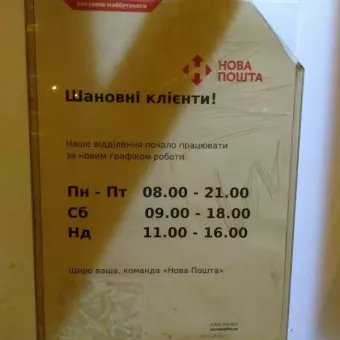 НОВА
ПОШТА
Шановні клієнти!
Наше відділення почало працювати
за новим графіком роботи:
Пн - Пт 08.00 - 21.00
Сб 09.00 - 18.00
Нд 11.00 - 16.00
Щиро ваша, команда «Нова Пошта»